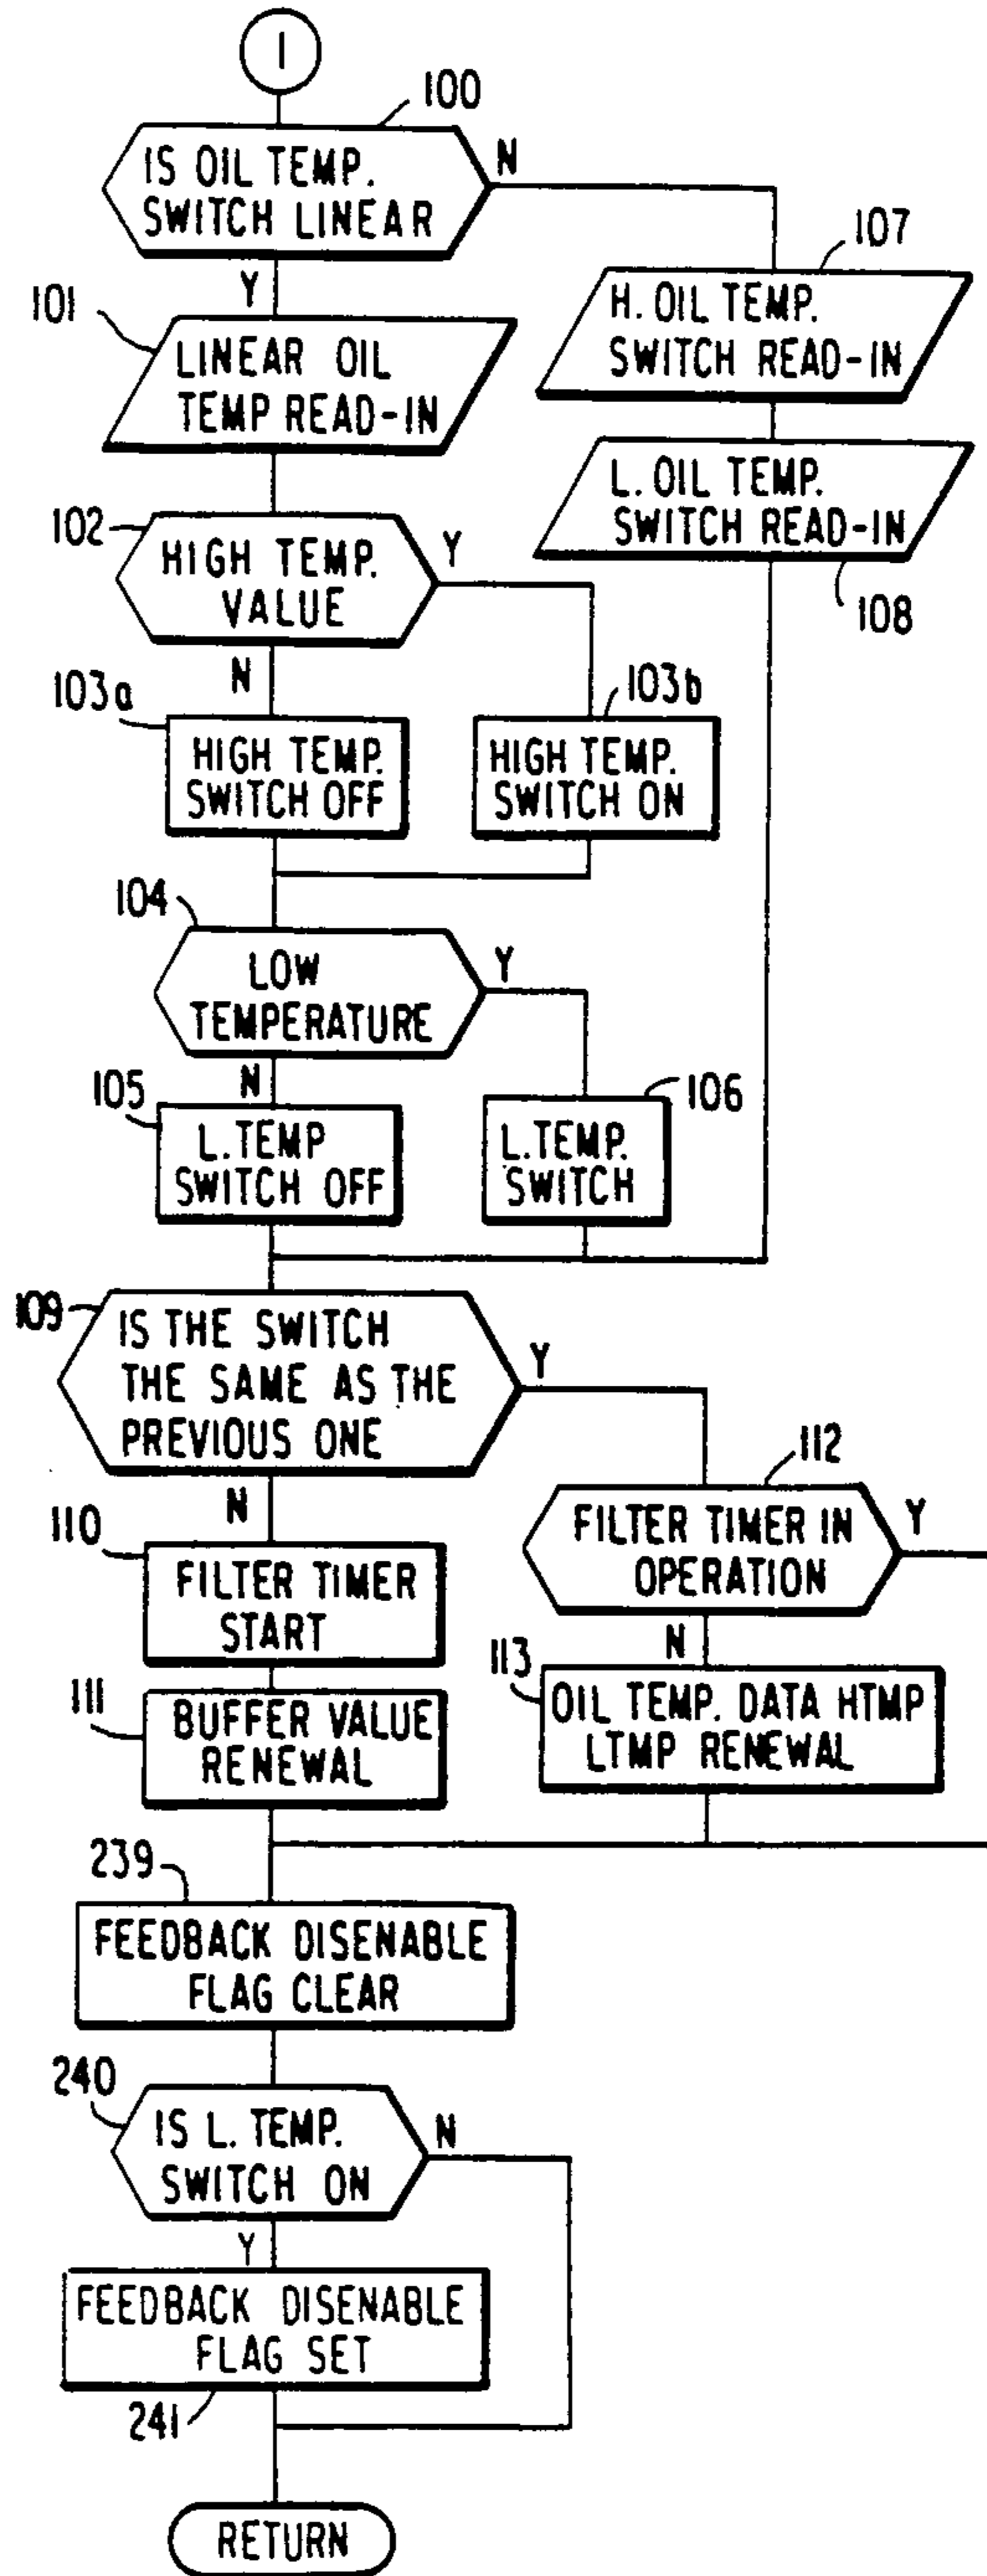 1
100
IS OIL TEMP.
SWITCH LINEAR
N
Y
107
H. OIL TEMP.
SWITCH READ-IN
101
LINEAR OIL
TEMP READ-IN
L. OIL TEMP.
SWITCH READ-IN
108
102
HIGH TEMP.
VALUE
Y
N
103a
HIGH TEMP.
SWITCH OFF
103b
HIGH TEMP.
SWITCH ON
104
LOW
TEMPERATURE
Y
N
105
L.TEMP
SWITCH OFF
106
L.TEMP.
SWITCH
109
IS THE SWITCH
THE SAME AS THE
PREVIOUS ONE
Y
N
112
FILTER TIMER IN
OPERATION
Y
N
110
FILTER TIMER
START
113
OIL TEMP. DATA HTMP
LTMP RENEWAL
111
BUFFER VALUE
RENEWAL
239
FEEDBACK DISENABLE
FLAG CLEAR
240
IS L. TEMP.
SWITCH ON
N
Y
FEEDBACK DISENABLE
FLAG SET
241
RETURN